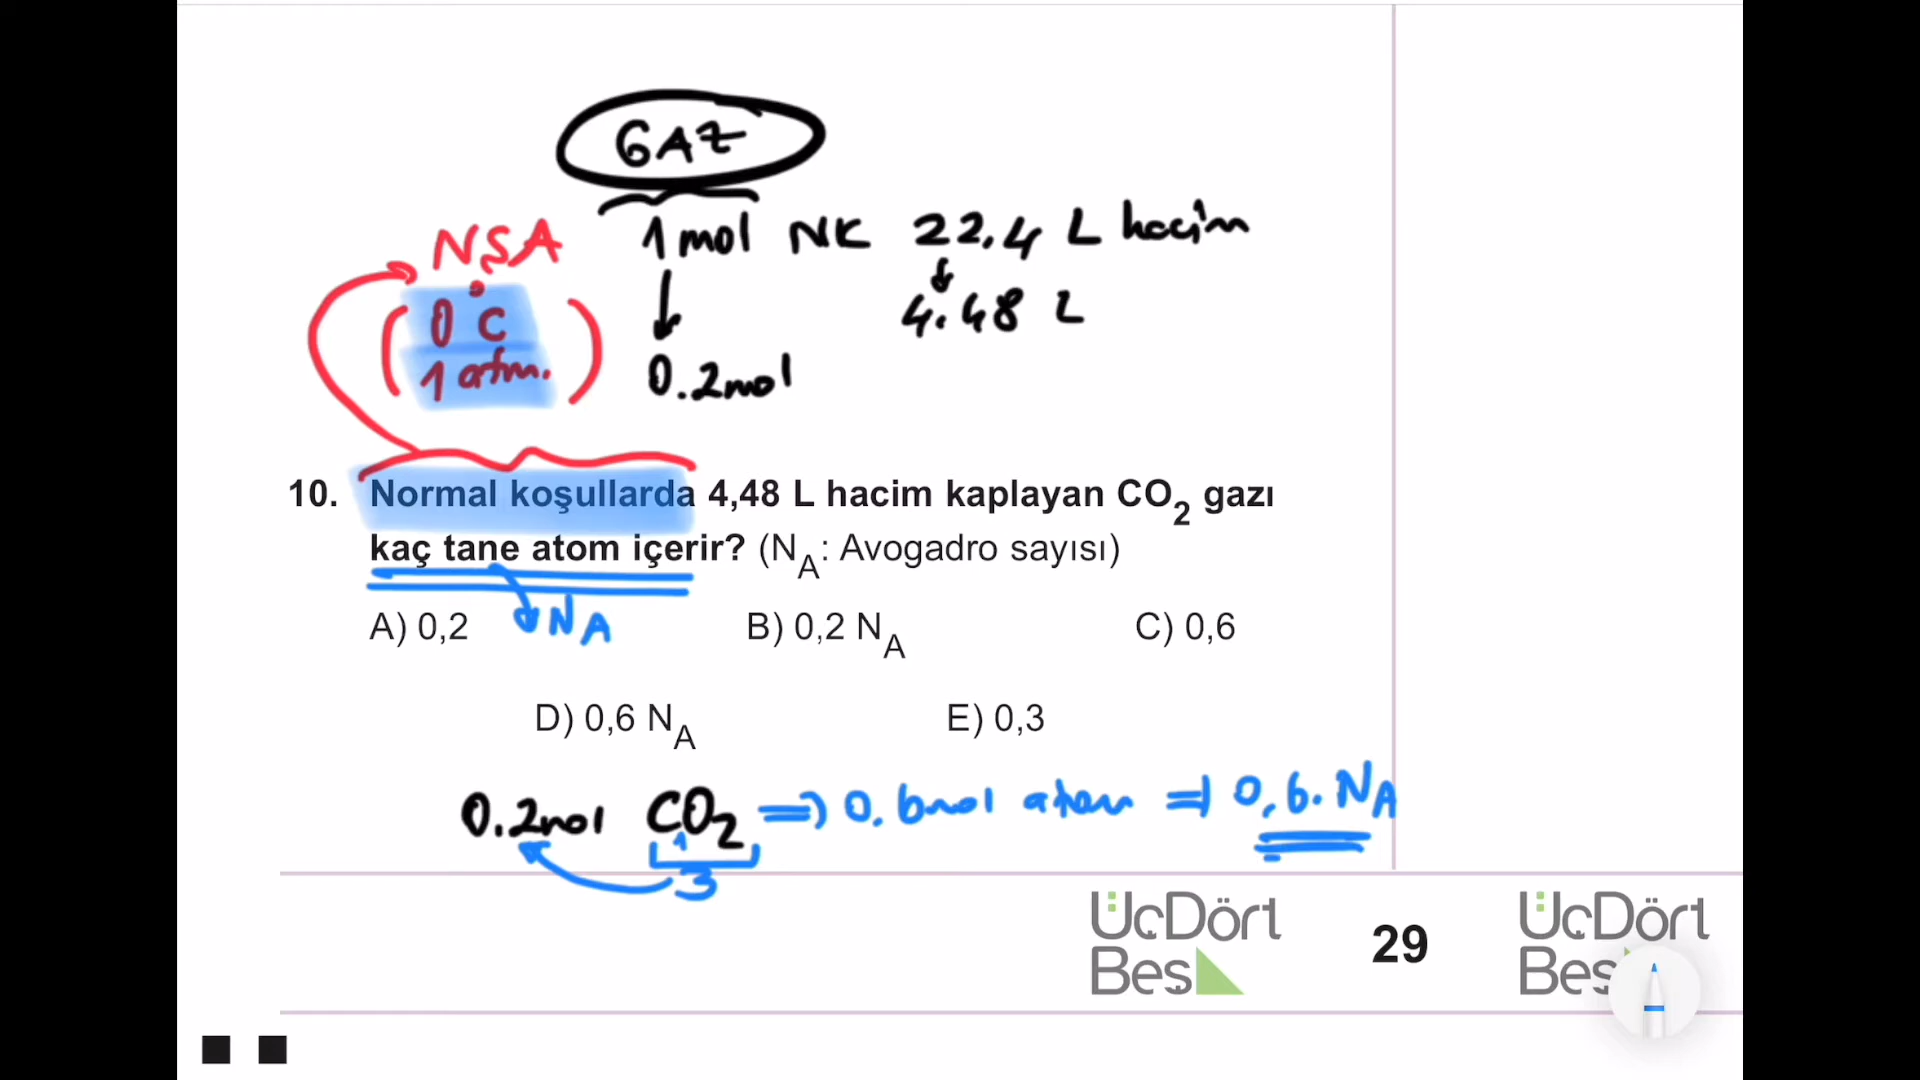 GAZ
NŞA
1 mol NK 22.4 L hacim
0°C
4.48 L
1 atm.
0.2mol
10. Normal koşullarda 4,48 L hacim kaplayan CO2 gazı
kaç tane atom içerir? (NA: Avogadro sayısı)
A) 0,2
NA
B) 0,2 NA
C) 0,6
D) 0,6 NA
E) 0,3
0.2mol CO2 ⇒ 0.6mol atom ⇒ 0,6.NA
1
3
ÜçDört
Beş
29
ÜçDört
Beş